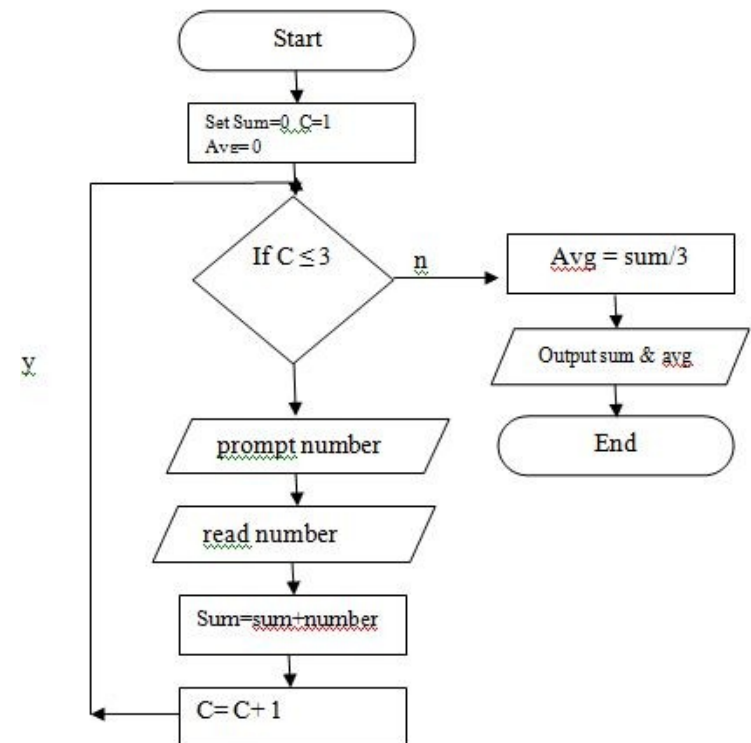 Start
Set Sum=0 C=1
Avg=0
If C ≤ 3
n
Avg = sum/3
Output sum & avg
End
y
prompt number
read number
Sum=sum+number
C= C+ 1